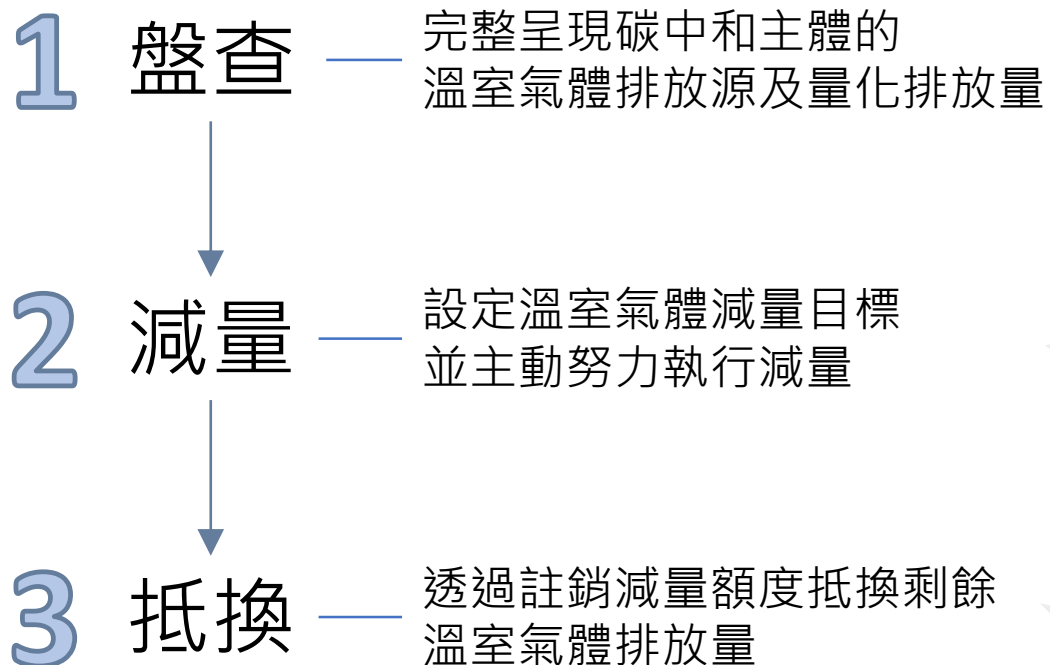 1 盤查
完整呈現碳中和主體的
溫室氣體排放源及量化排放量
2 減量
設定溫室氣體減量目標
並主動努力執行減量
3 抵換
透過註銷減量額度抵換剩餘
溫室氣體排放量